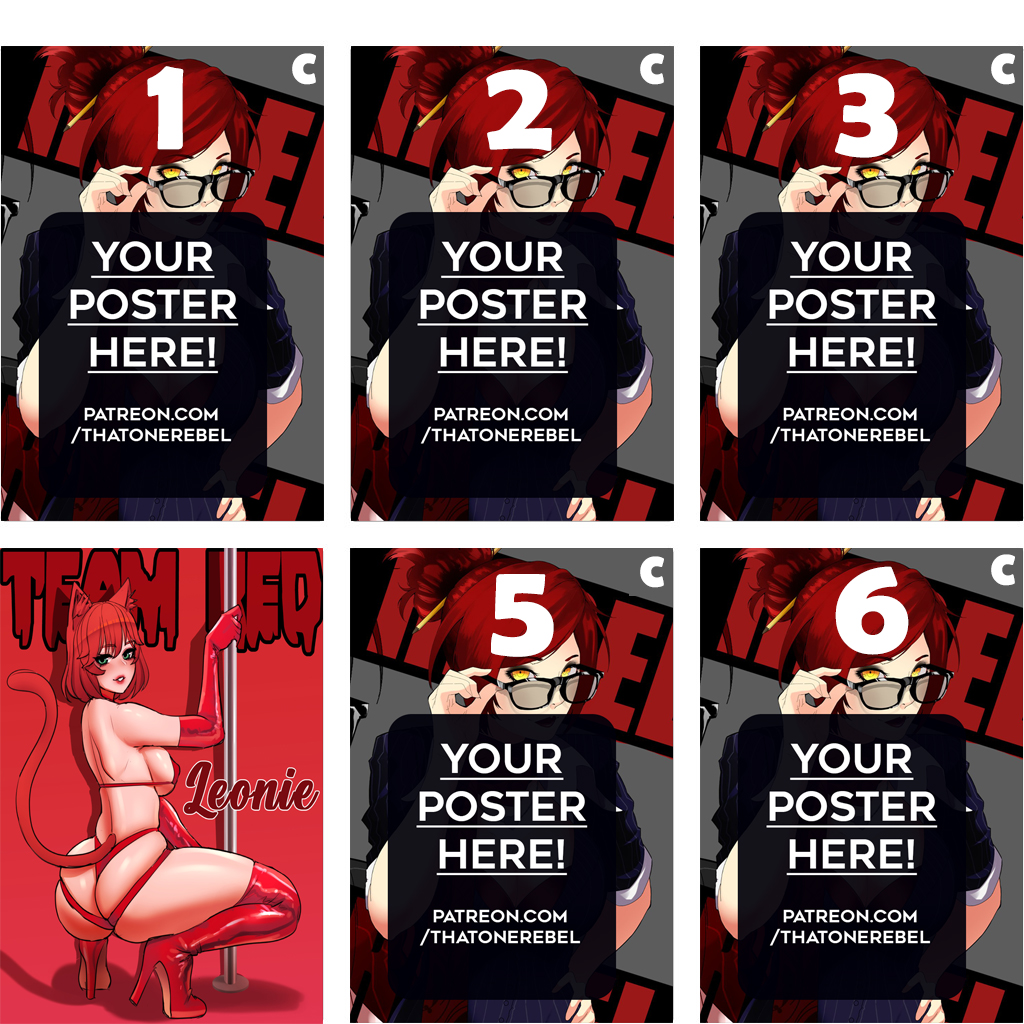 C
1
YOUR
POSTER
HERE!
PATREON.COM
/THATONEREBEL
C
2
YOUR
POSTER
HERE!
PATREON.COM
/THATONEREBEL
C
3
YOUR
POSTER
HERE!
PATREON.COM
/THATONEREBEL
TEAM RED
Leonie
C
5
YOUR
POSTER
HERE!
PATREON.COM
/THATONEREBEL
C
6
YOUR
POSTER
HERE!
PATREON.COM
/THATONEREBEL